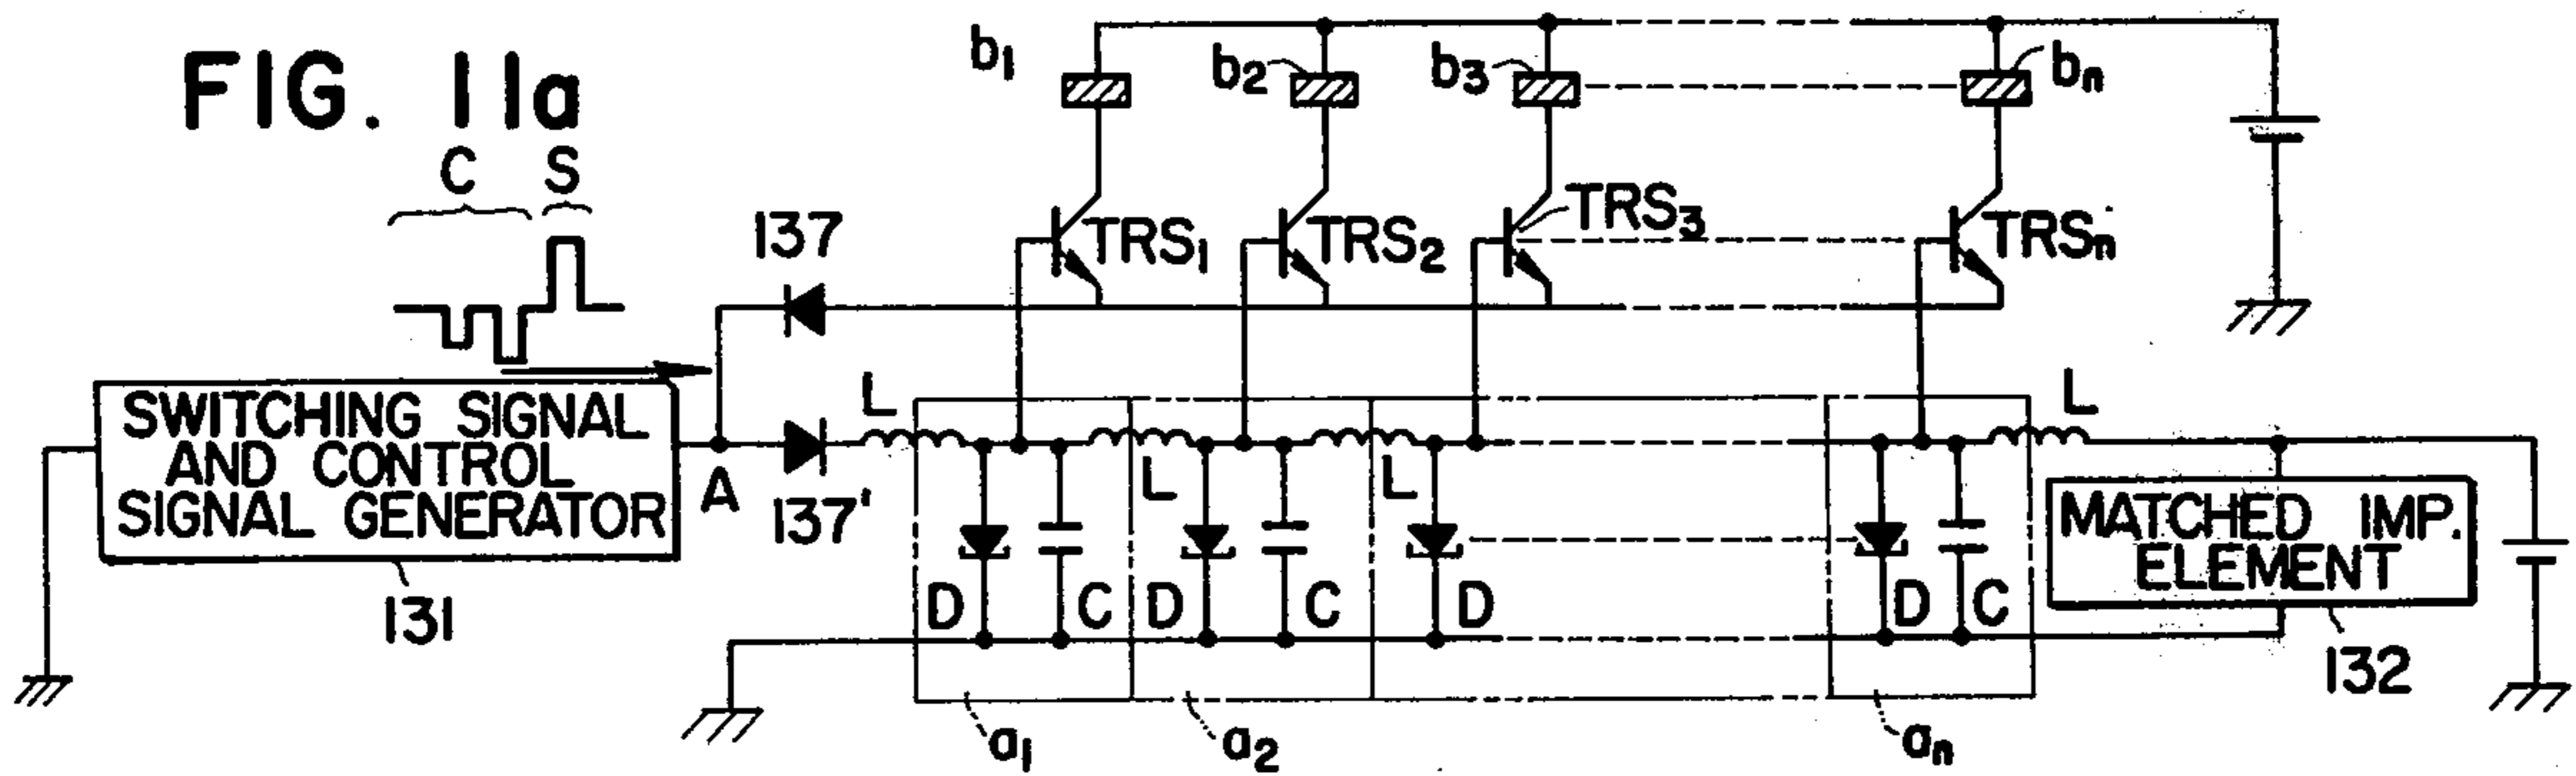 FIG. 11a
C S
b1 b2 b3 bn
TRS1 TRS2 TRS3 TRSn
137
SWITCHING SIGNAL
AND CONTROL
SIGNAL GENERATOR
131
A
137'
L
L
L
L
D C D C D D C
MATCHED IMP.
ELEMENT
132
a1 a2 an